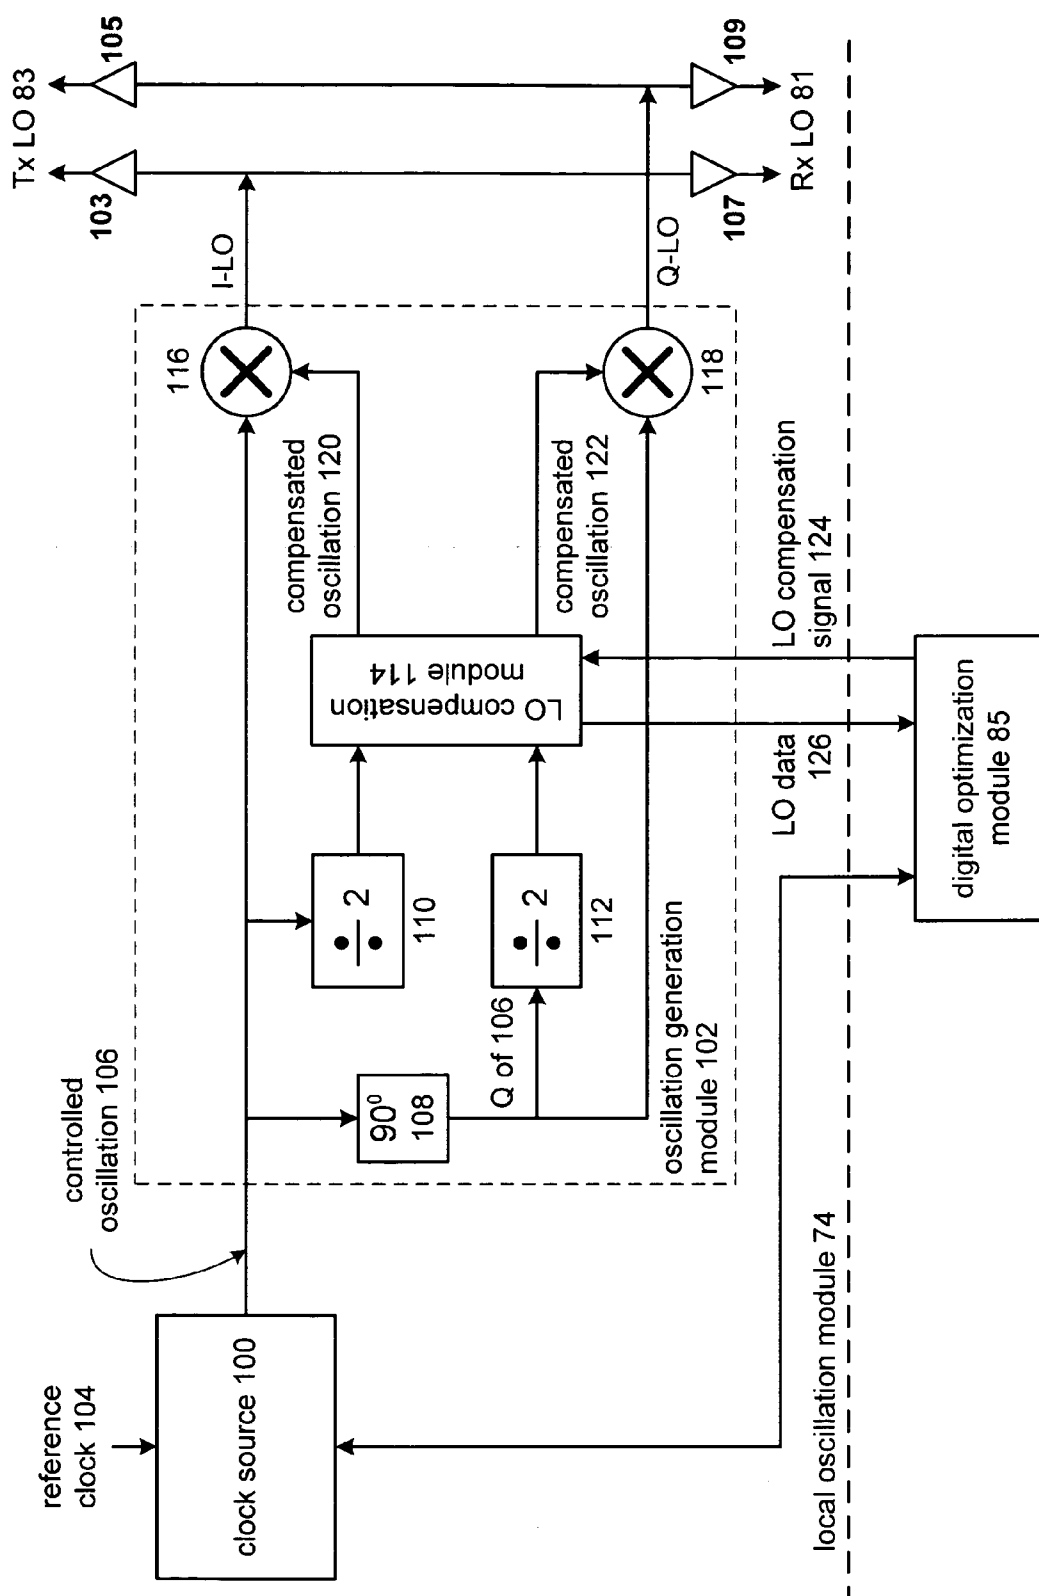 reference
clock 104
clock source 100
controlled
oscillation 106
90⁰
108
Q of 106
÷ 2
110
÷ 2
112
oscillation generation
module 102
LO compensation
module 114
compensated
oscillation 120
compensated
oscillation 122
116
118
I-LO
Q-LO
103
105
Tx LO 83
107
109
Rx LO 81
LO data
126
LO compensation
signal 124
local oscillation module 74
digital optimization
module 85